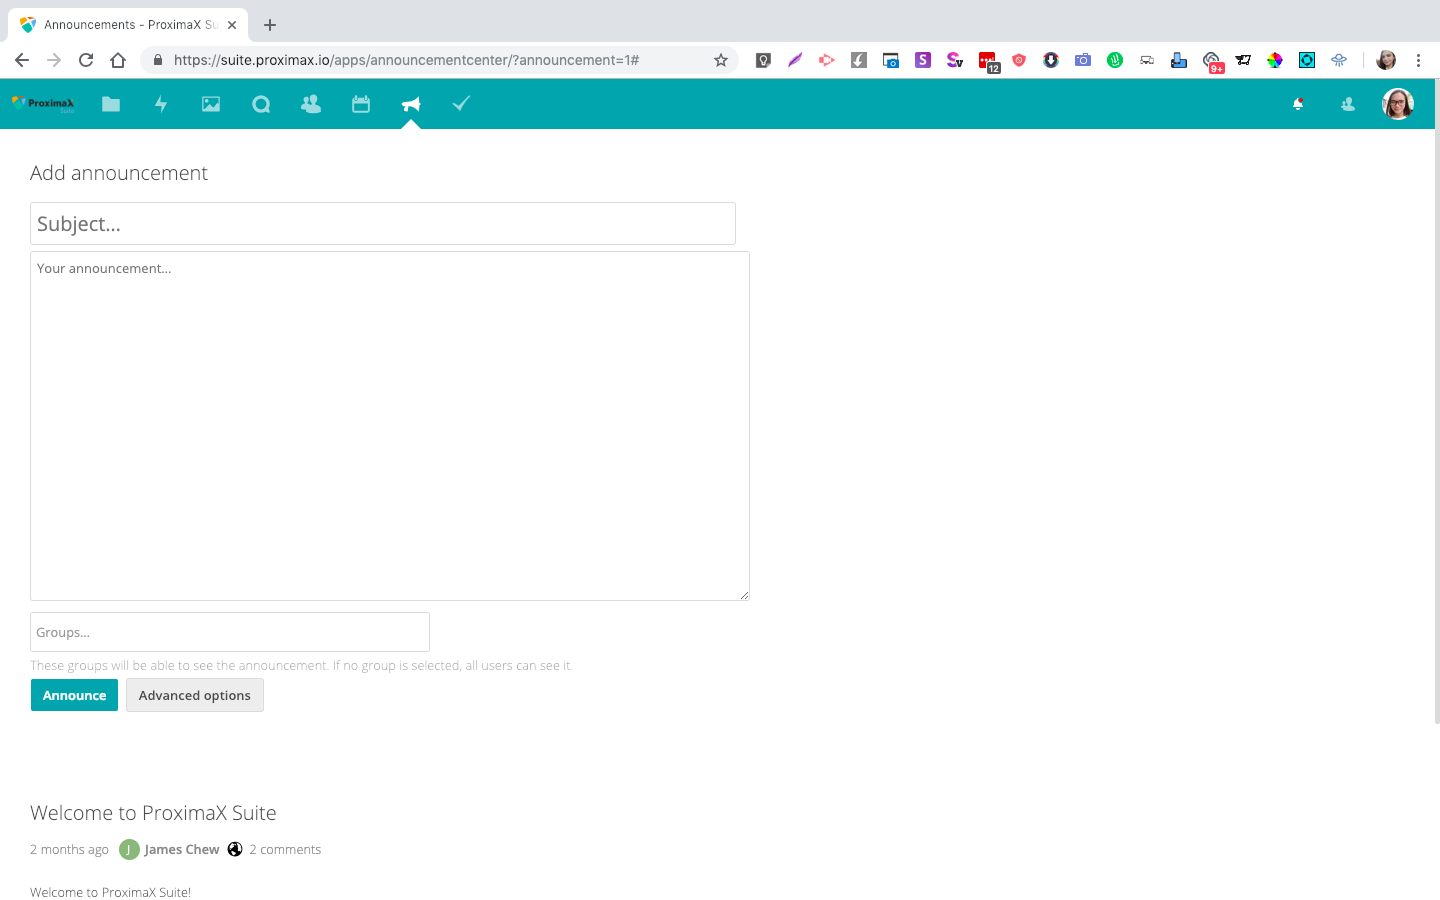 Announcements - ProximaX Su
https://suite.proximax.io/apps/announcementcenter/?announcement=1#
12
9+
ProximaX
Suite
Add announcement
Subject...
Your announcement...
Groups...
These groups will be able to see the announcement. If no group is selected, all users can see it.
Announce
Advanced options
Welcome to ProximaX Suite
2 months ago J James Chew 2 comments
Welcome to ProximaX Suite!